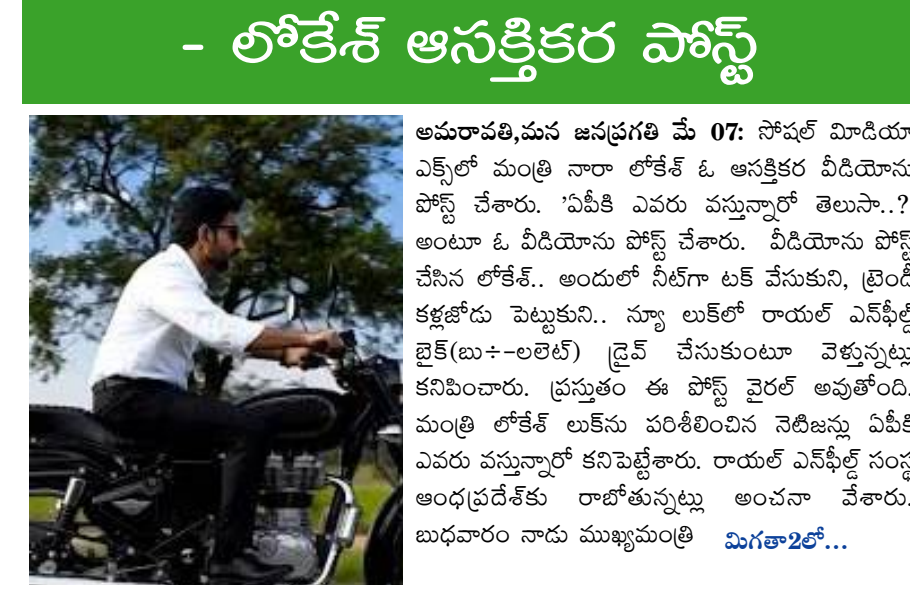 - లోకేశ్ ఆసక్తికర పోస్ట్
అమరావతి,మన జనప్రగతి మే 07: సోషల్ మీడియా
ఎక్స్‌లో మంత్రి నారా లోకేశ్ ఓ ఆసక్తికర వీడియోను
పోస్ట్ చేశారు. 'ఏపీకి ఎవరు వస్తున్నారో తెలుసా..?
అంటూ ఓ వీడియోను పోస్ట్ చేశారు. వీడియోను పోస్ట్
చేసిన లోకేశ్.. అందులో నీట్‌గా టక్ వేసుకుని, ట్రెండీ
కళ్లజోడు పెట్టుకుని.. న్యూ లుక్‌లో రాయల్ ఎన్‌ఫీల్డ్
బైక్(బు÷-లలెట్) డ్రైవ్ చేసుకుంటూ వెళ్తున్నట్లు
కనిపించారు. ప్రస్తుతం ఈ పోస్ట్ వైరల్ అవుతోంది.
మంత్రి లోకేశ్ లుక్‌ను పరిశీలించిన నెటిజన్లు ఏపీకి
ఎవరు వస్తున్నారో కనిపెట్టేశారు. రాయల్ ఎన్‌ఫీల్డ్ సంస్థ
ఆంధప్రదేశ్‌కు రాబోతున్నట్లు అంచనా వేశారు.
బుధవారం నాడు ముఖ్యమంత్రి మిగతా2లో...